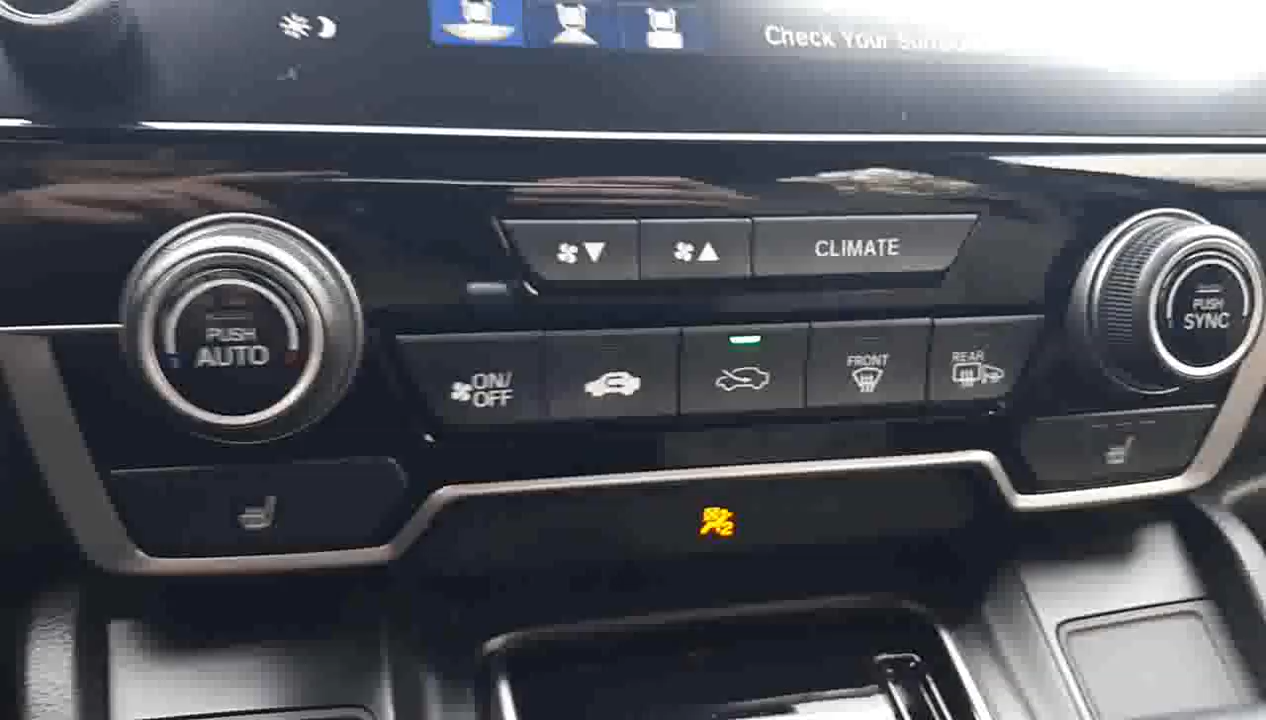 Check Your
CLIMATE
PUSH
AUTO
PUSH
SYNC
ON/
OFF
FRONT
REAR